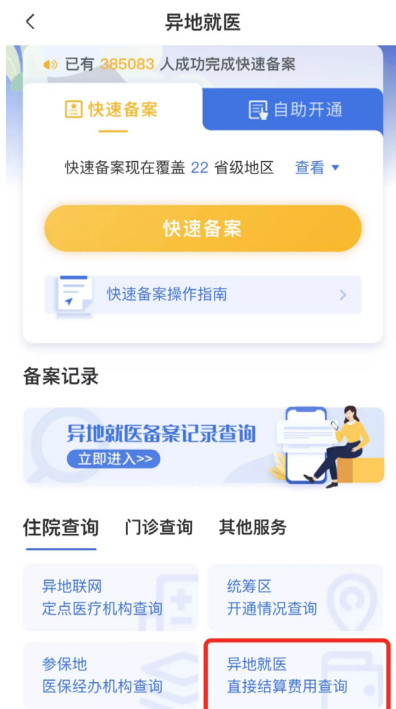 异地就医
已有 385083 人成功完成快速备案
快速备案
自助开通
快速备案现在覆盖 22 省级地区 查看
快速备案
快速备案操作指南
备案记录
异地就医备案记录查询
立即进入>>
住院查询 门诊查询 其他服务
异地联网
定点医疗机构查询
统筹区
开通情况查询
参保地
医保经办机构查询
异地就医
直接结算费用查询